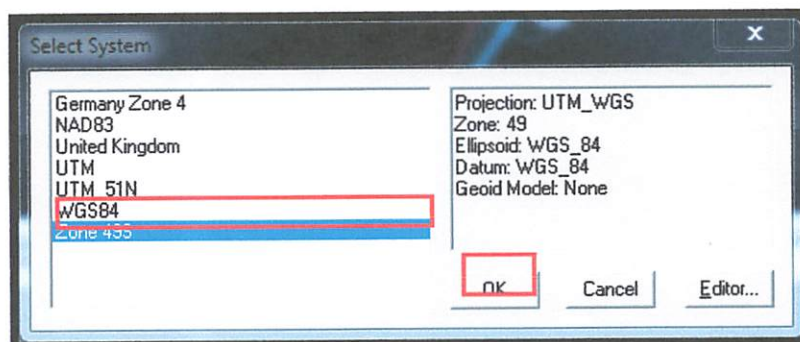 Select System
x
Germany Zone 4
NAD83
United Kingdom
UTM
UTM_51N
WGS84
Zone 49S
Projection: UTM_WGS
Zone: 49
Ellipsoid: WGS_84
Datum: WGS_84
Geoid Model: None
OK
Cancel
Editor...